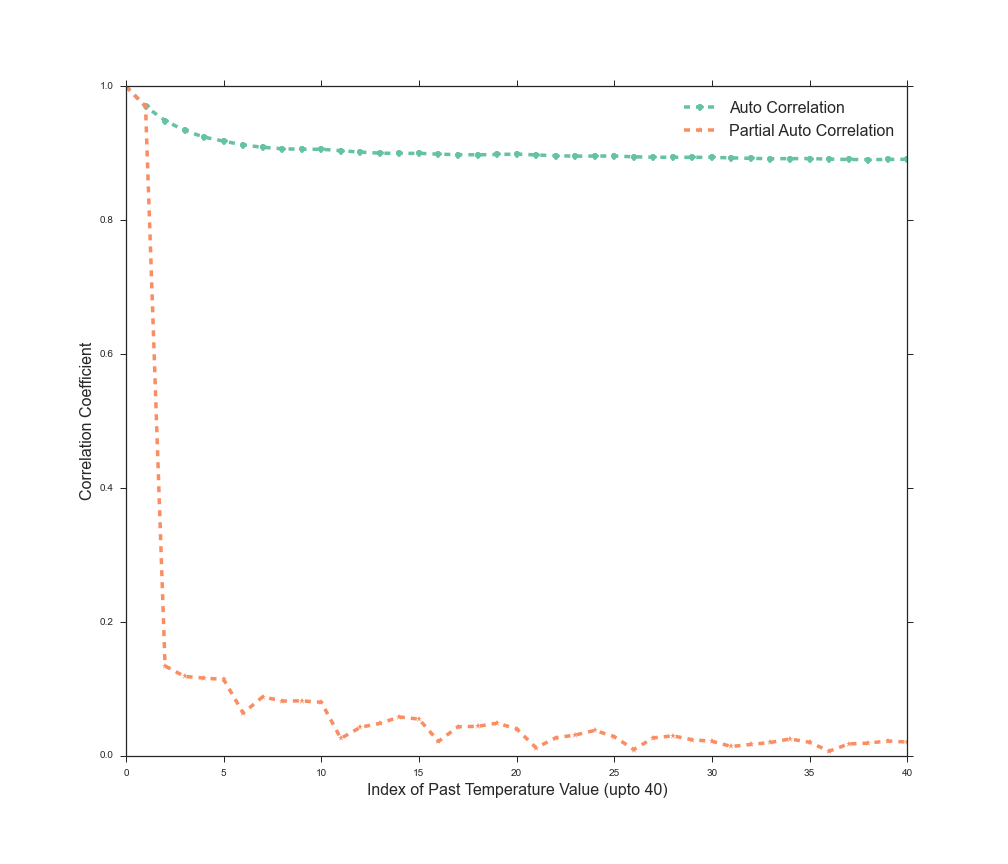 1.0
0.8
0.6
0.4
0.2
0.0
Correlation Coefficient
Auto Correlation
Partial Auto Correlation
0 5 10 15 20 25 30 35 40
Index of Past Temperature Value (upto 40)